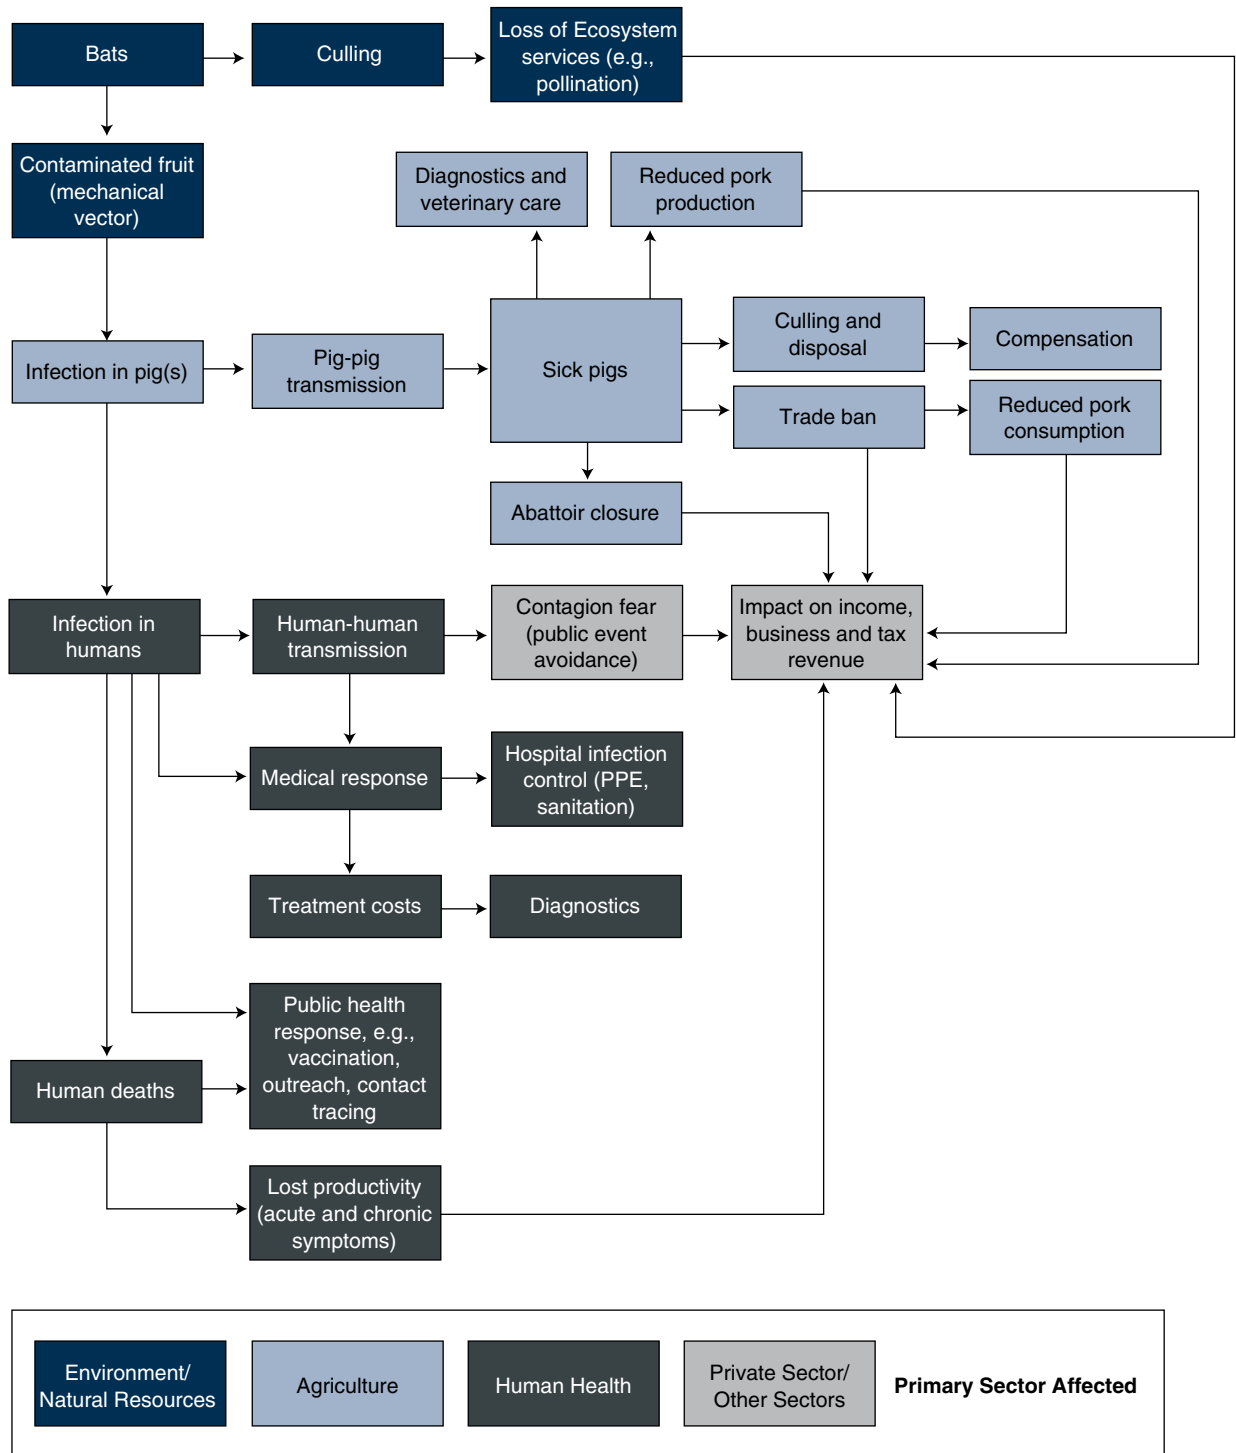 Bats
Culling
Loss of Ecosystem
services (e.g.,
pollination)
Contaminated fruit
(mechanical
vector)
Diagnostics and
veterinary care
Reduced pork
production
Infection in pig(s)
Pig-pig
transmission
Sick pigs
Culling and
disposal
Compensation
Trade ban
Reduced pork
consumption
Abattoir closure
Infection in
humans
Human-human
transmission
Contagion fear
(public event
avoidance)
Impact on income,
business and tax
revenue
Medical response
Hospital infection
control (PPE,
sanitation)
Treatment costs
Diagnostics
Public health
response, e.g.,
vaccination,
outreach, contact
tracing
Human deaths
Lost productivity
(acute and chronic
symptoms)
Environment/
Natural Resources
Agriculture
Human Health
Private Sector/
Other Sectors
Primary Sector Affected